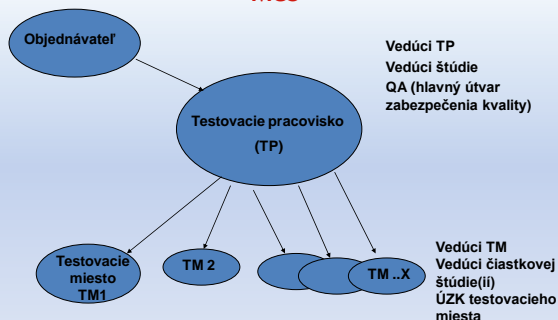 Objednávateľ
Vedúci TP
Vedúci štúdie
QA (hlavný útvar
zabezpečenia kvality)
Testovacie pracovisko
(TP)
Testovacie
miesto
TM1
TM 2
TM ..X
Vedúci TM
Vedúci čiastkovej
štúdie(ií)
ÚZK testovacieho
miesta